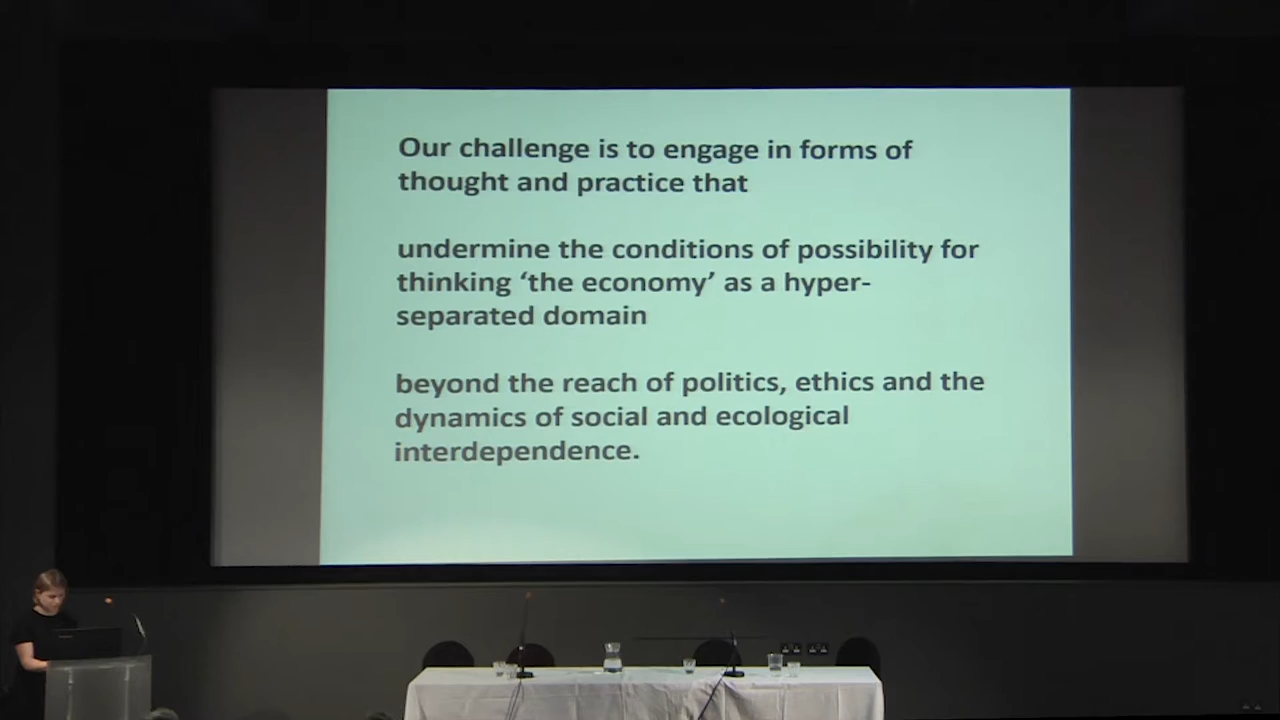 Our challenge is to engage in forms of
thought and practice that
undermine the conditions of possibility for
thinking ‘the economy’ as a hyper-
separated domain
beyond the reach of politics, ethics and the
dynamics of social and ecological
interdependence.